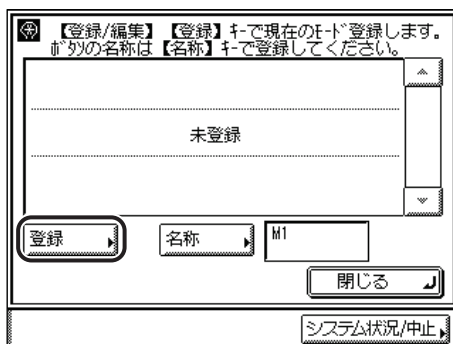 【登録/編集】【登録】ｷｰで現在のﾓｰﾄﾞ登録します。
ﾎﾞﾀﾝの名称は【名称】ｷｰで登録してください。
未登録
登録 名称 M1
閉じる
システム状況/中止